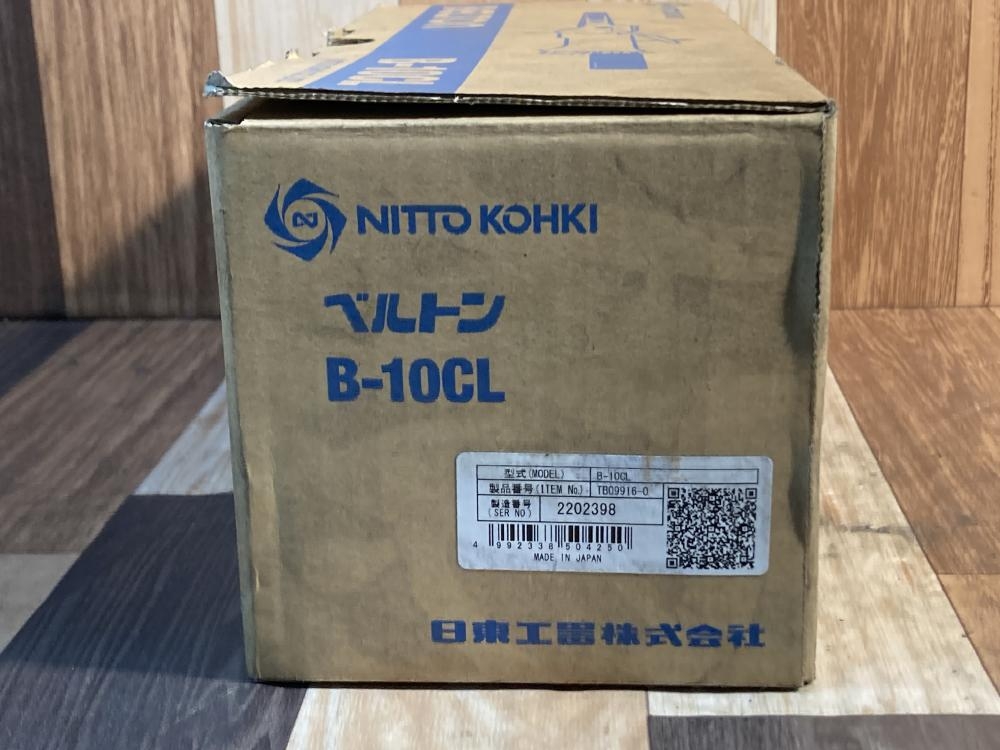 B-10CL
NITTO KOHKI
ベルトン
B-10CL
型式(MODEL) B-10CL
製品番号(ITEM No.) TB09916-0
製造番号
(SER NO) 2202398
4 992338 504250
MADE IN JAPAN
日東工器株式会社